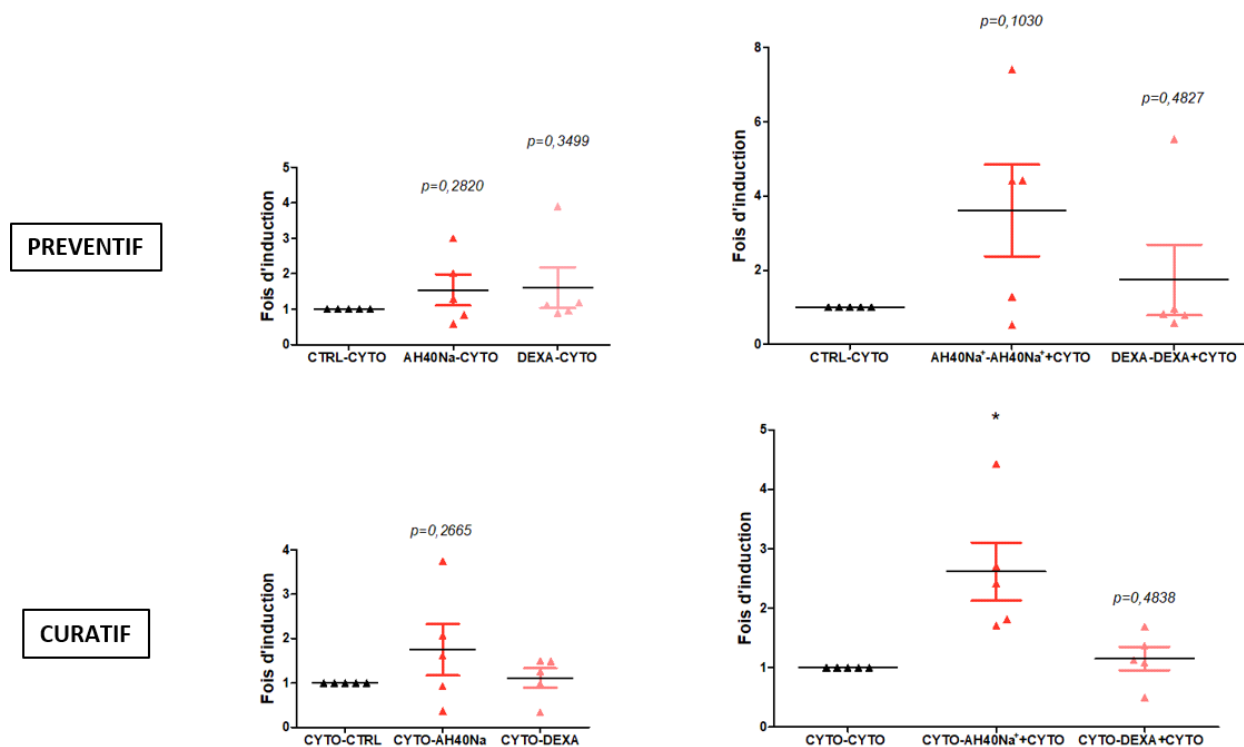 PREVENTIF
p=0,2820
p=0,3499
Fois d'induction
5
4
3
2
1
0
CTRL-CYTO
AH40Na-CYTO
DEXA-CYTO
p=0,1030
p=0,4827
Fois d'induction
8
6
4
2
0
CTRL-CYTO
AH40Na⁺-AH40Na⁺+CYTO
DEXA-DEXA+CYTO
CURATIF
p=0,2665
Fois d'induction
4
3
2
1
0
CYTO-CTRL
CYTO-AH40Na
CYTO-DEXA
*
p=0,4838
Fois d'induction
5
4
3
2
1
0
CYTO-CYTO
CYTO-AH40Na⁺+CYTO
CYTO-DEXA+CYTO